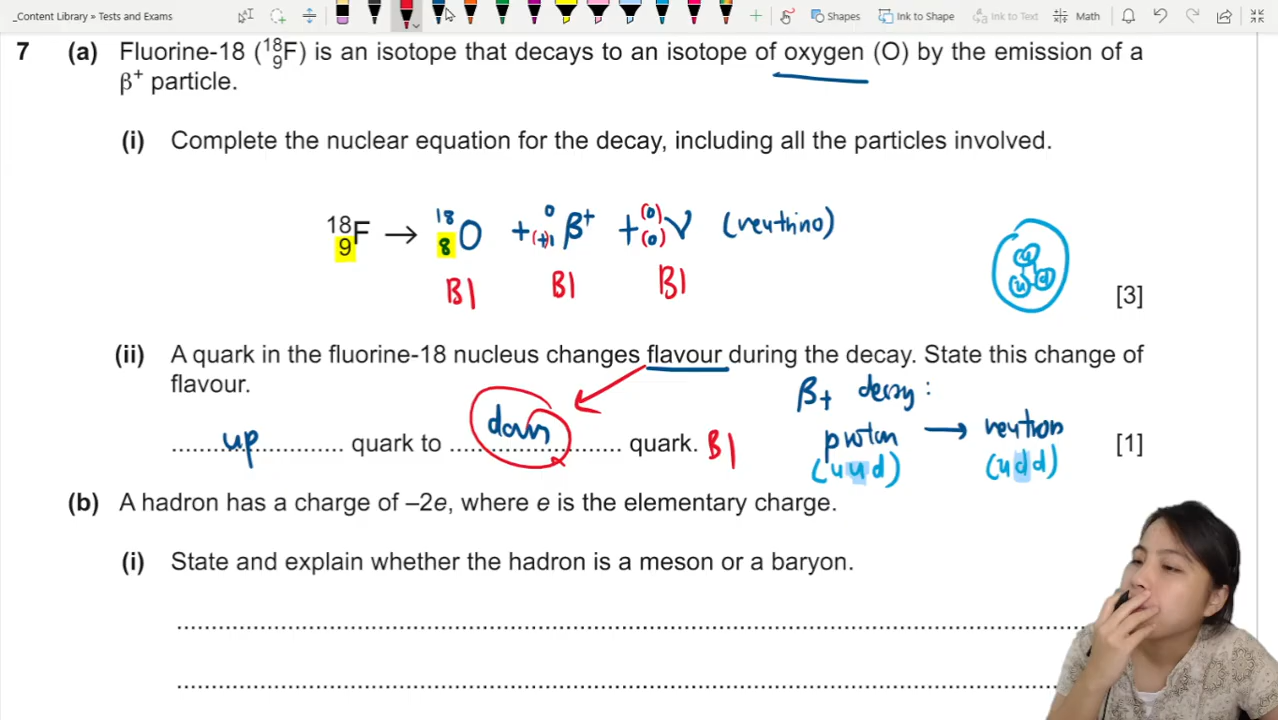 _Content Library » Tests and Exams
Shapes
Ink to Shape
Ink to Text
Math
7 (a) Fluorine-18 (¹⁸₉F) is an isotope that decays to an isotope of oxygen (O) by the emission of a
β⁺ particle.
(i) Complete the nuclear equation for the decay, including all the particles involved.
¹⁸₉F → ¹⁸₈O + ⁰₍₊₎₁β⁺ + ⁽⁰⁾₍₀₎ν (neutrino)
B1 B1 B1
u
u d
[3]
(ii) A quark in the fluorine-18 nucleus changes flavour during the decay. State this change of
flavour.
β+ decay :
up quark to down quark. B1
proton → neutron
(uud) (udd)
[1]
(b) A hadron has a charge of –2e, where e is the elementary charge.
(i) State and explain whether the hadron is a meson or a baryon.